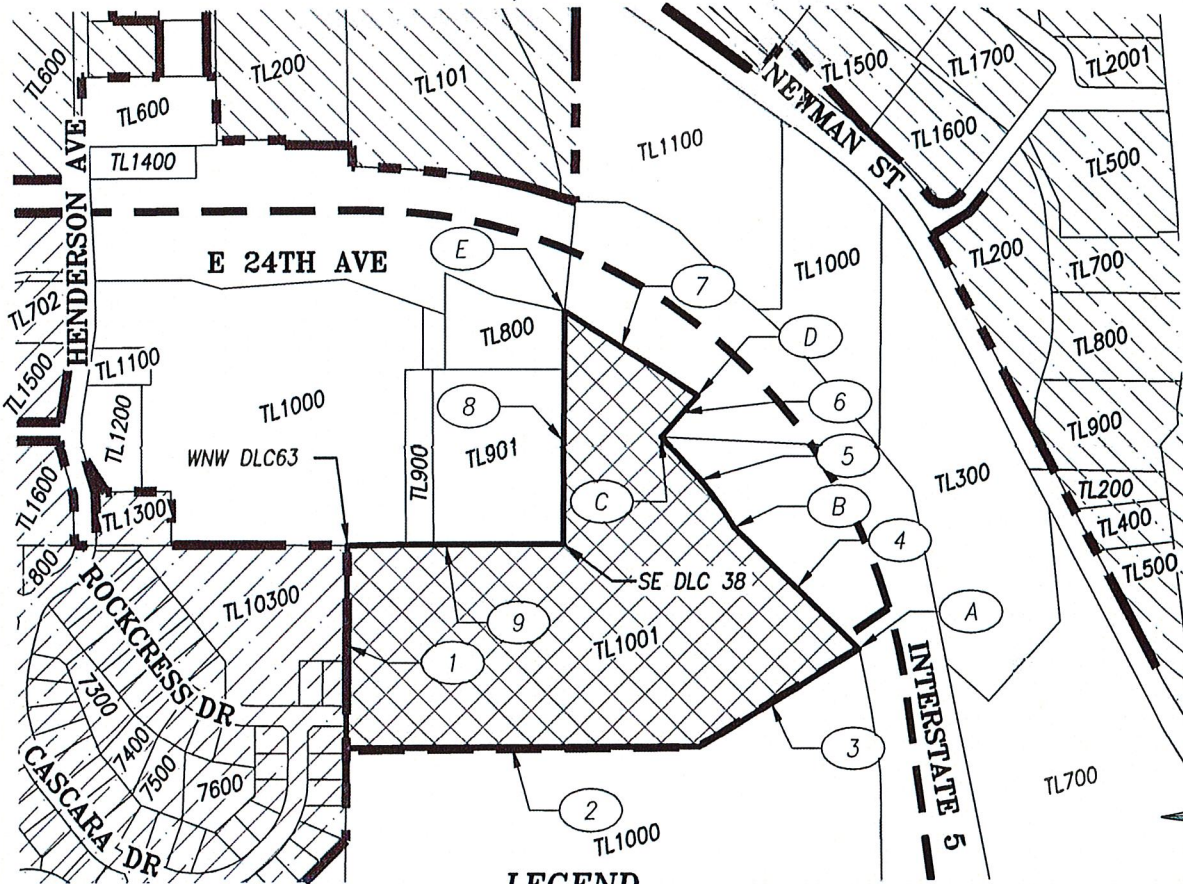 TL600
TL600
TL200
TL101
NEWMAN ST
TL1500
TL1700
TL2001
TL1600
TL500
TL1100
TL1400
HENDERSON AVE
E 24TH AVE
E
7
TL1000
TL200
TL700
TL702
TL1100
TL1500
TL1200
TL800
D
TL800
TL1000
8
TL900
TL901
6
5
TL900
WNW DLC63
C
B
TL300
TL200
TL400
TL500
TL1600
TL1300
4
800
ROCKCRESS DR
TL10300
SE DLC 38
9
1
TL1001
A
INTERSTATE 5
7300
7400
7500
7600
CASCARA DR
3
2
TL1000
TL700
LEGEND